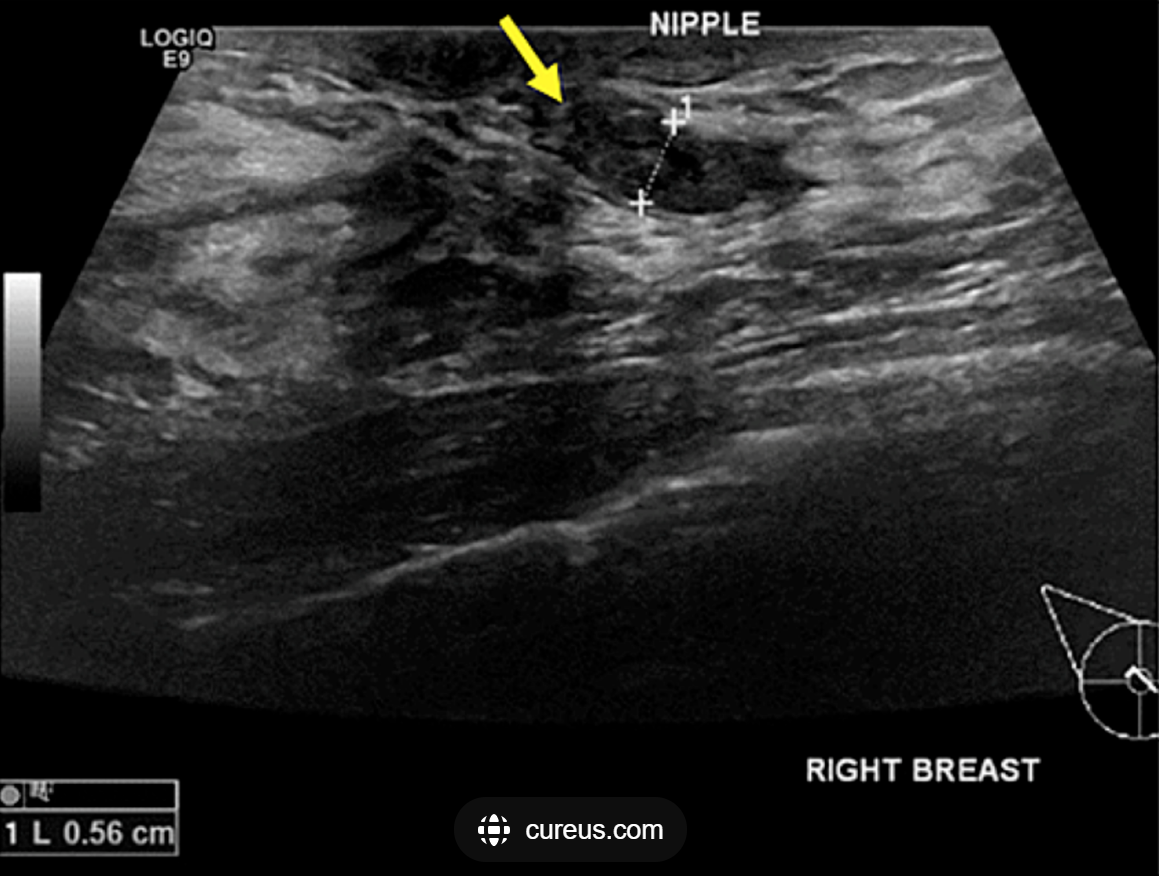 NIPPLE
LOGIQ
E9
1
RIGHT BREAST
1 L 0.56 cm
cureus.com